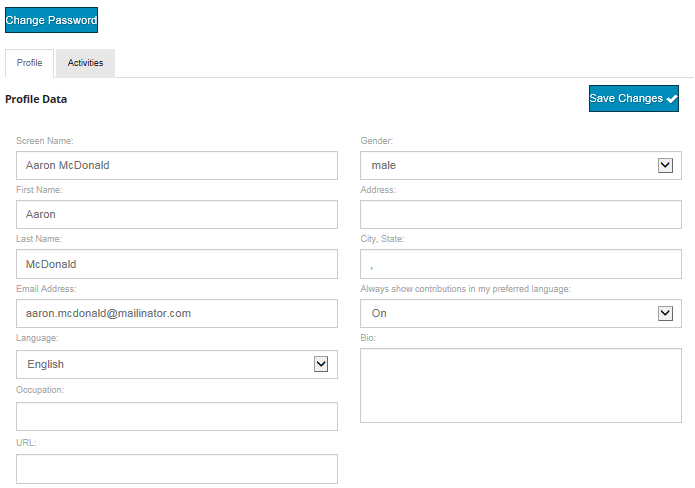 Change Password
Profile
Activities
Profile Data
Save Changes
Screen Name:
Aaron McDonald
First Name:
Aaron
Last Name:
McDonald
Email Address:
aaron.mcdonald@mailinator.com
Language:
English
Occupation:
URL:
Gender:
male
Address:
City, State:
,
Always show contributions in my preferred language:
On
Bio: